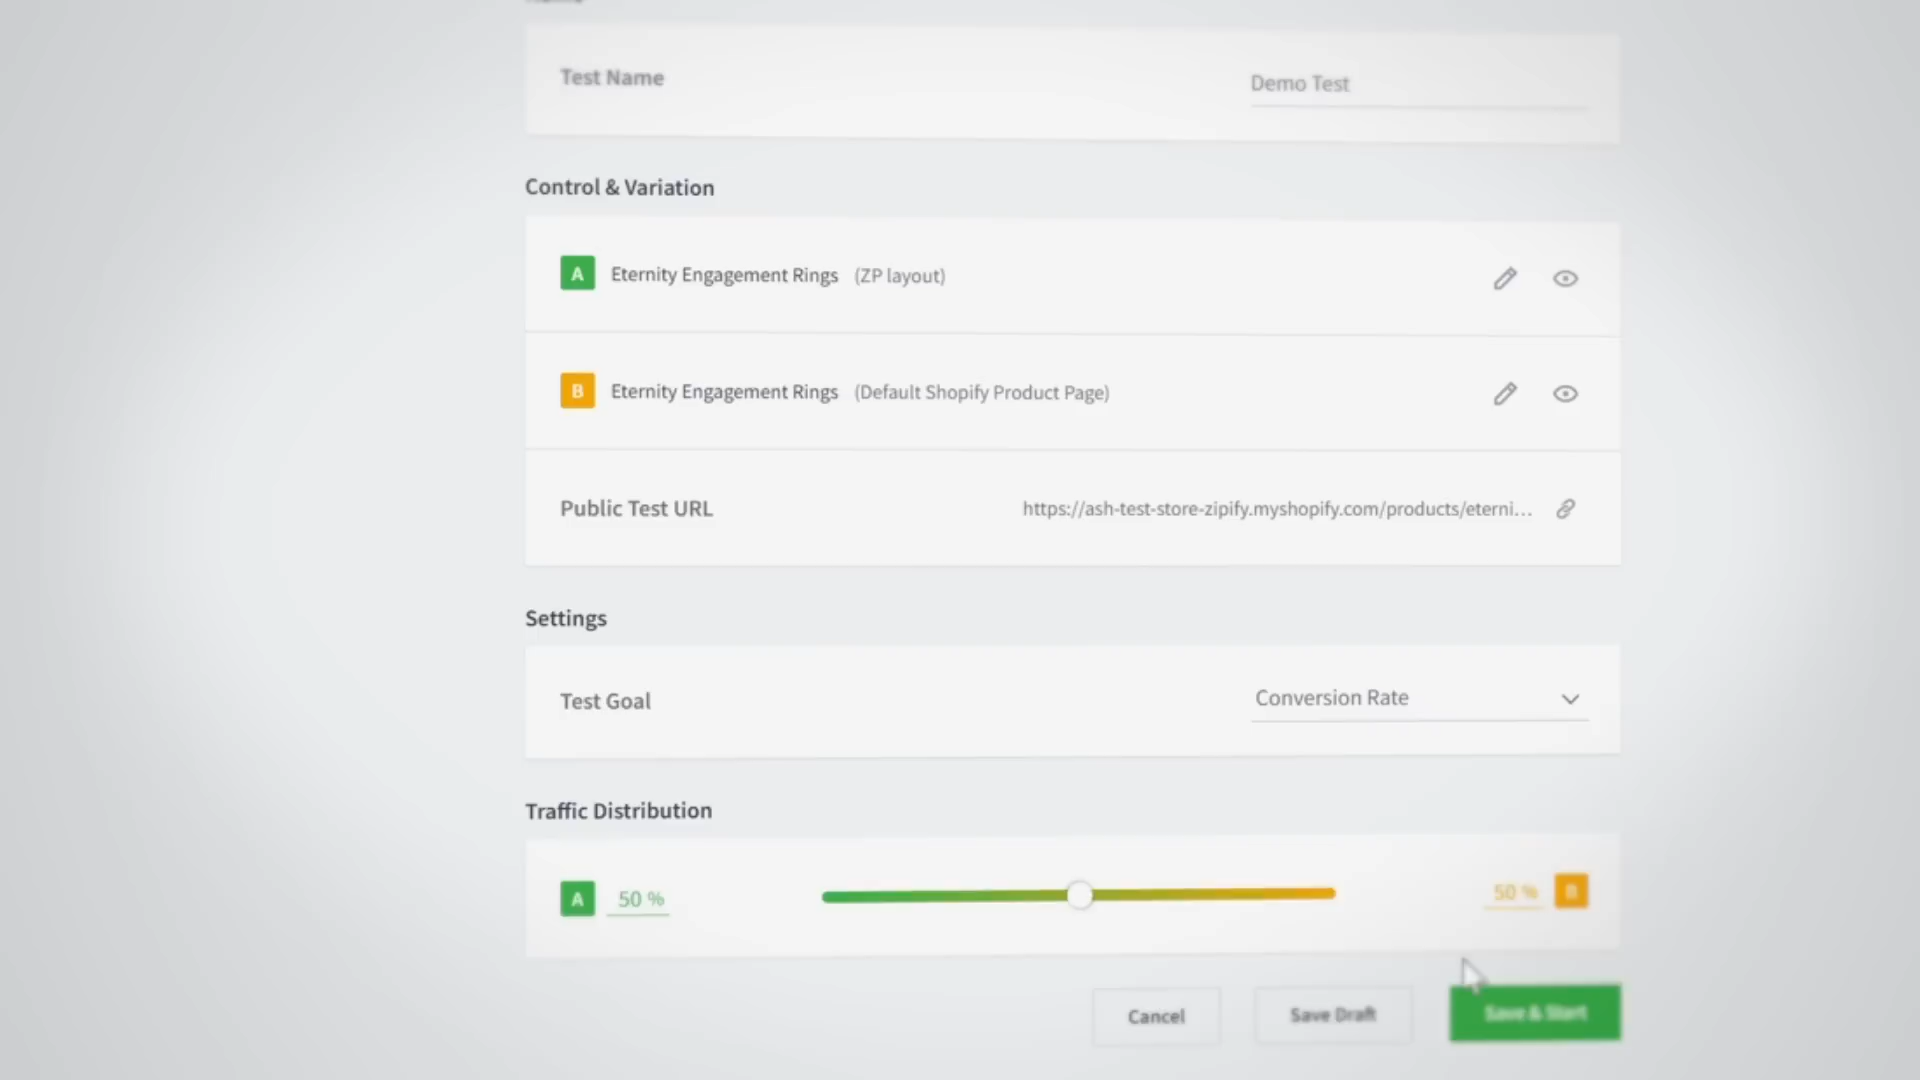 Test Name
Demo Test
Control & Variation
A Eternity Engagement Rings (ZP layout)
B Eternity Engagement Rings (Default Shopify Product Page)
Public Test URL
https://ash-test-store-zipify.myshopify.com/products/eterni...
Settings
Test Goal
Conversion Rate
Traffic Distribution
A 50 %
50 % B
Cancel
Save Draft
Save & Start